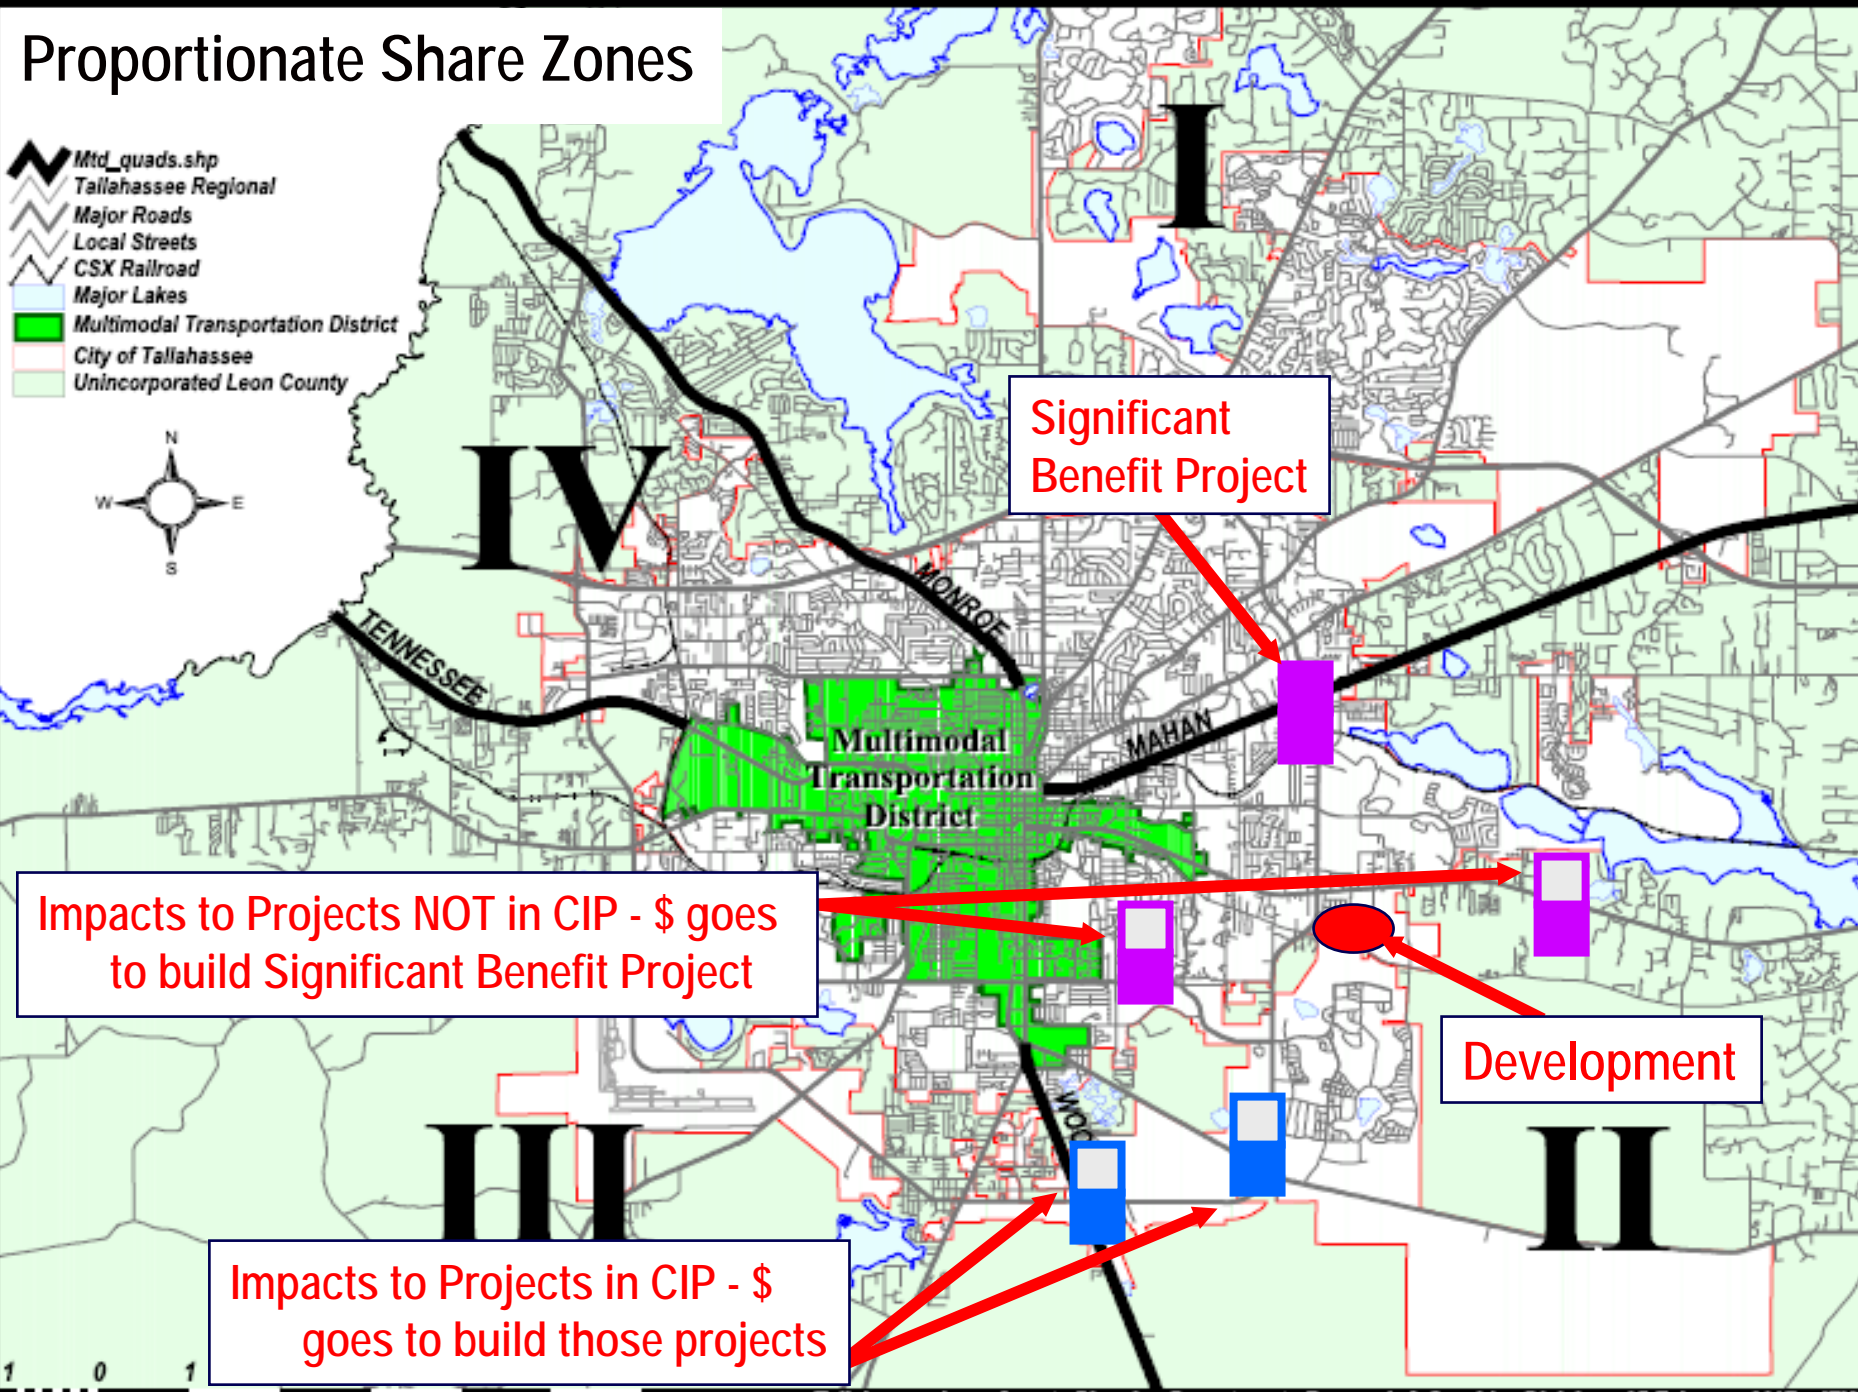 Proportionate Share Zones
Mtd_quads.shp
Tallahassee Regional
Major Roads
Local Streets
CSX Railroad
Major Lakes
Multimodal Transportation District
City of Tallahassee
Unincorporated Leon County
N
W E
S
I
IV
Significant
Benefit Project
MONROE
TENNESSEE
MAHAN
Multimodal
Transportation
District
Impacts to Projects NOT in CIP - $ goes
to build Significant Benefit Project
Development
III
II
Impacts to Projects in CIP - $
goes to build those projects
1 0 1